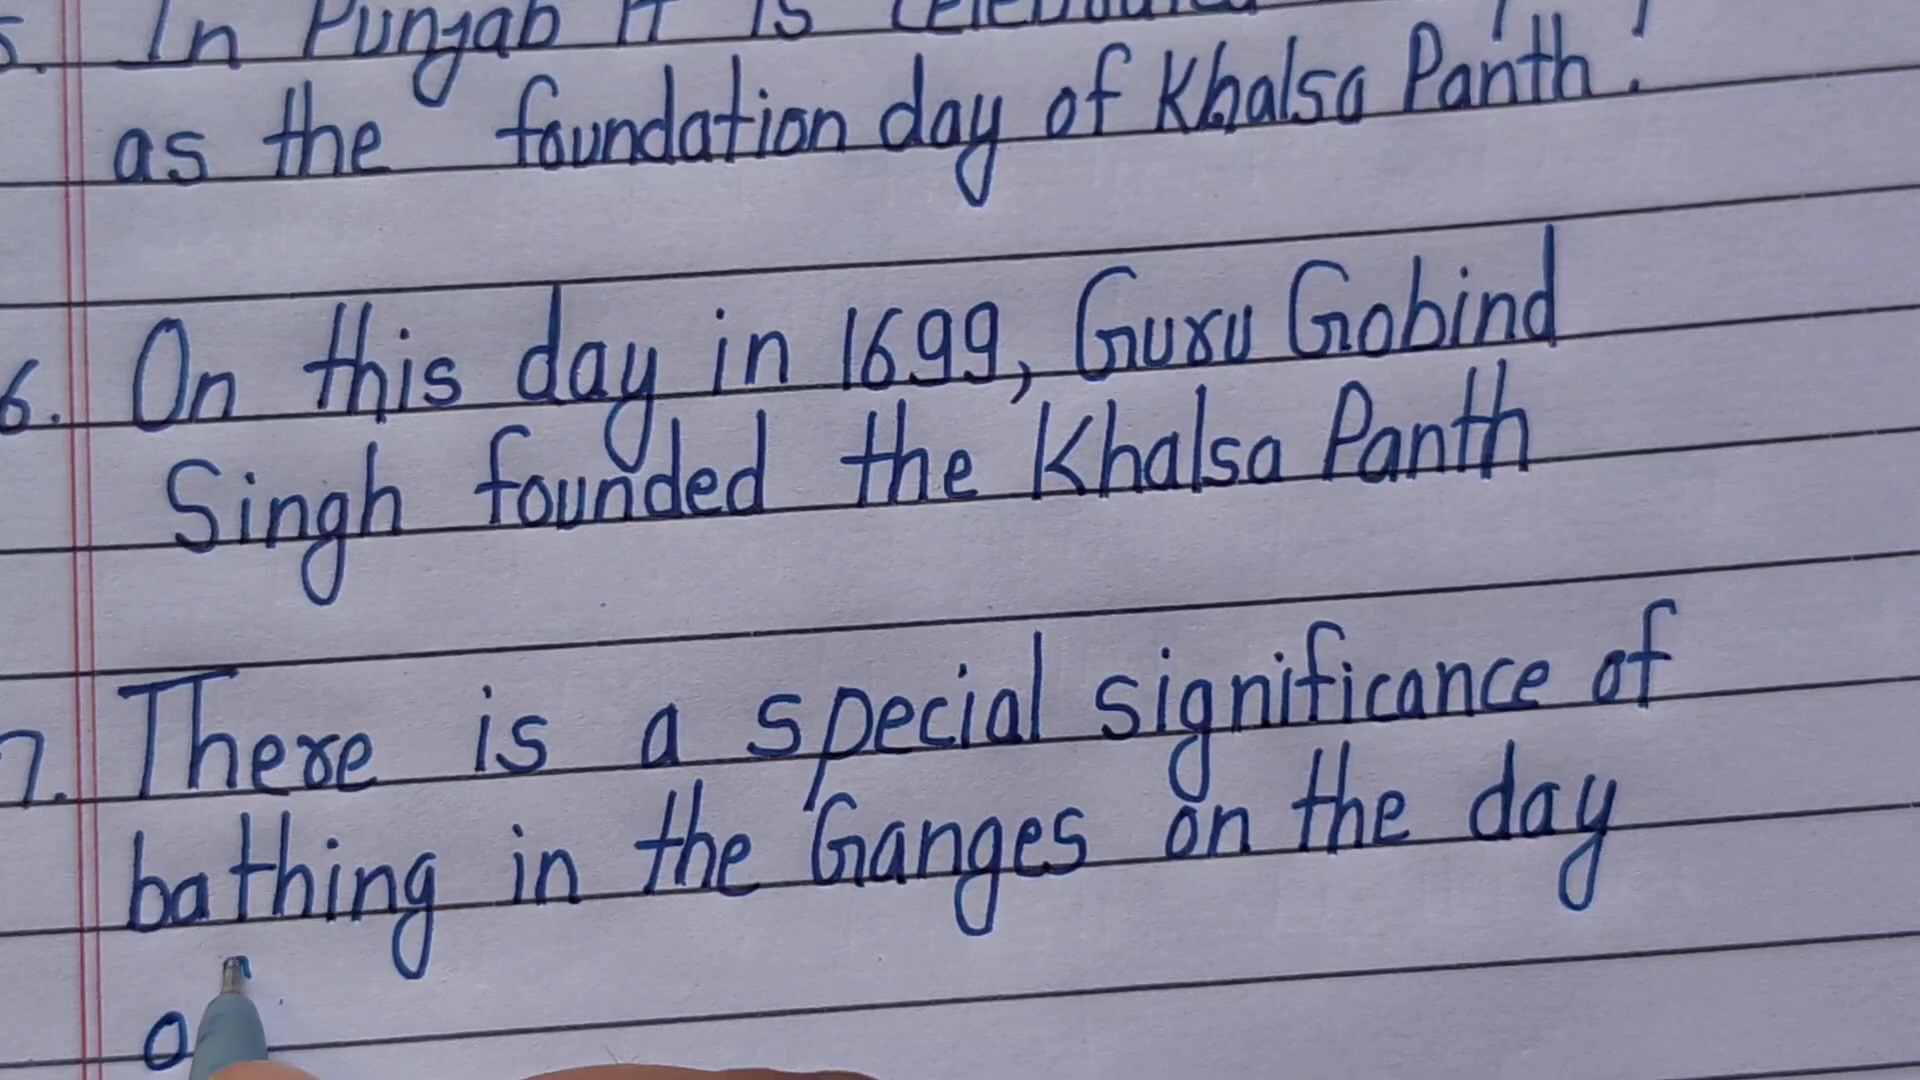 5. In Punjab it is celebrated
as the foundation day of Khalsa Panth.
6. On this day in 1699, Guru Gobind
Singh founded the Khalsa Panth
7. There is a special significance of
bathing in the Ganges on the day
o